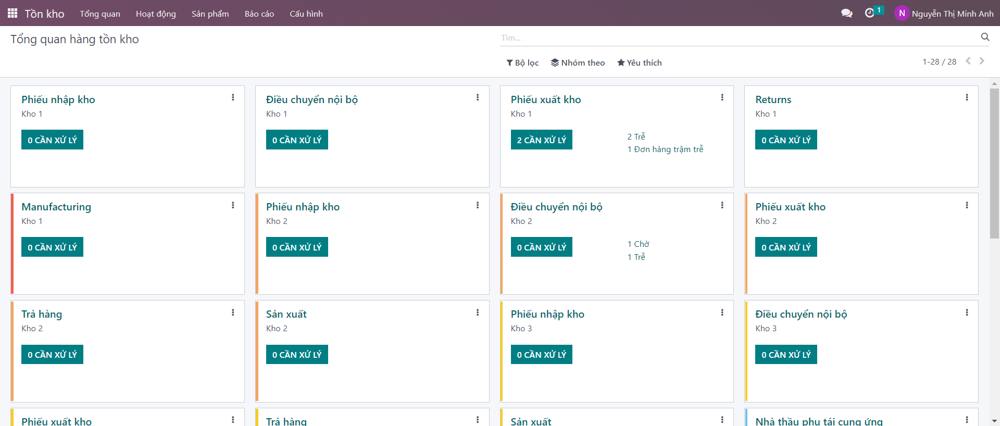 Tồn kho Tổng quan Hoạt động Sản phẩm Báo cáo Cấu hình 1 N Nguyễn Thị Minh Anh
Tổng quan hàng tồn kho
Tìm...
Bộ lọc Nhóm theo Yêu thích 1-28 / 28
Phiếu nhập kho
Kho 1
0 CẦN XỬ LÝ
Điều chuyển nội bộ
Kho 1
0 CẦN XỬ LÝ
Phiếu xuất kho
Kho 1
2 CẦN XỬ LÝ
2 Trễ
1 Đơn hàng trậm trễ
Returns
Kho 1
0 CẦN XỬ LÝ
Manufacturing
Kho 1
0 CẦN XỬ LÝ
Phiếu nhập kho
Kho 2
0 CẦN XỬ LÝ
Điều chuyển nội bộ
Kho 2
0 CẦN XỬ LÝ
1 Chờ
1 Trễ
Phiếu xuất kho
Kho 2
0 CẦN XỬ LÝ
Trả hàng
Kho 2
0 CẦN XỬ LÝ
Sản xuất
Kho 2
0 CẦN XỬ LÝ
Phiếu nhập kho
Kho 3
0 CẦN XỬ LÝ
Điều chuyển nội bộ
Kho 3
0 CẦN XỬ LÝ
Phiếu xuất kho
Trả hàng
Sản xuất
Nhà thầu phụ tái cung ứng